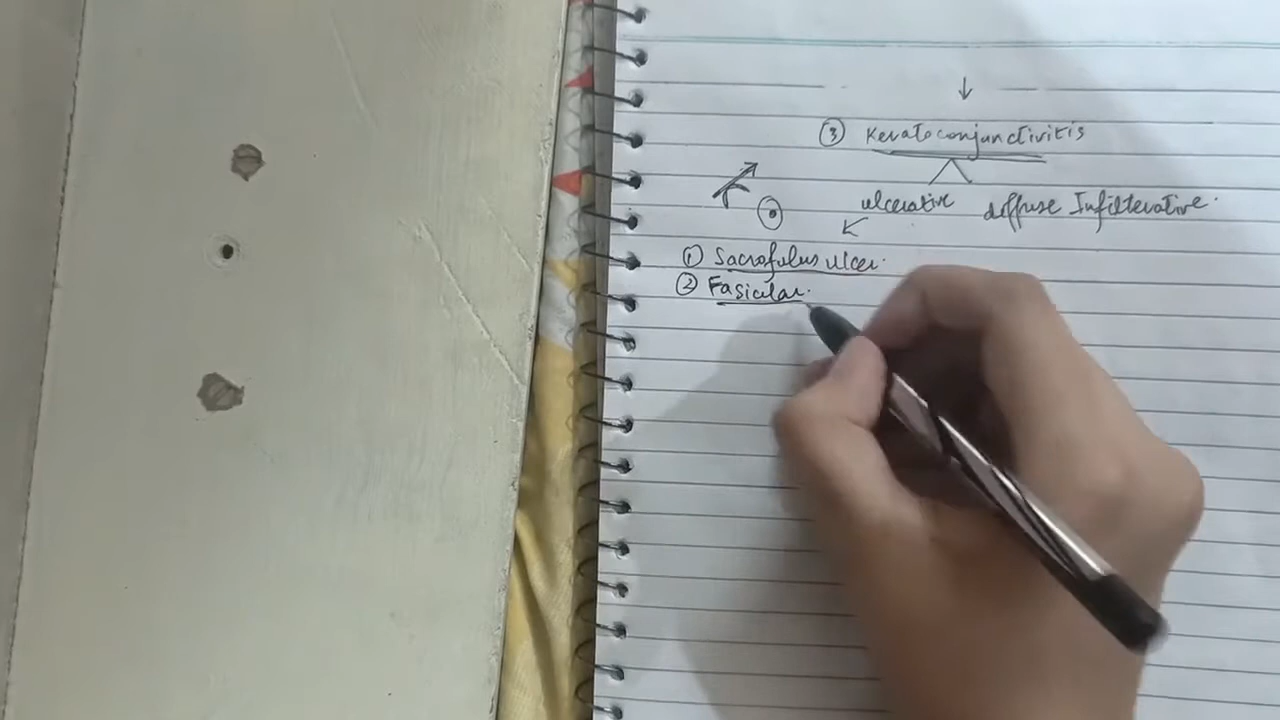 ③ Keratoconjunctivitis
ulcerative diffuse Infilterative.
① Sacrofulus ulcer.
② Fasicular.